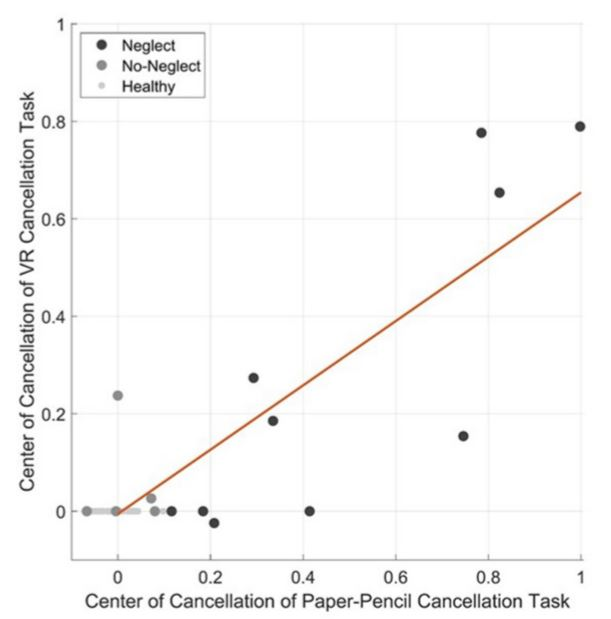 1
Neglect
No-Neglect
Healthy
0.8
0.6
0.4
0.2
0
Center of Cancellation of VR Cancellation Task
0 0.2 0.4 0.6 0.8 1
Center of Cancellation of Paper-Pencil Cancellation Task